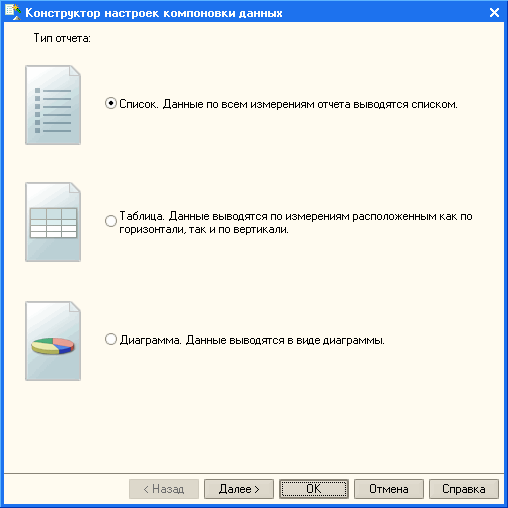 Конструктор настроек компоновки данных
Тип отчета:
Список. Данные по всем измерениям отчета выводятся списком.
Таблица. Данные выводятся по измерениям расположенным как по
горизонтали, так и по вертикали.
Диаграмма. Данные выводятся в виде диаграммы.
< Назад Далее > OK Отмена Справка